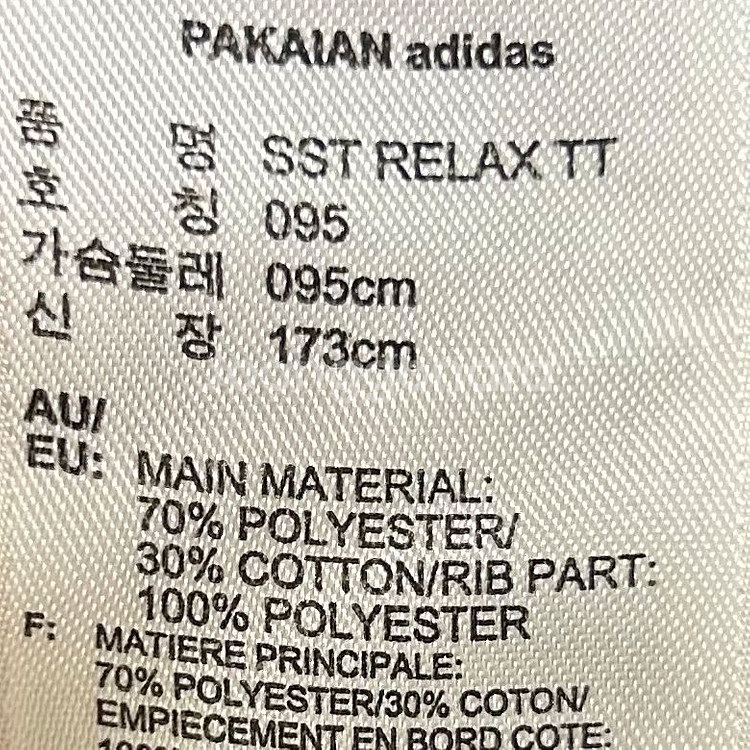 PAKAIAN adidas
품 명 SST RELAX TT
호 칭 095
가슴둘레 095cm
신 장 173cm
AU/
EU: MAIN MATERIAL:
70% POLYESTER/
30% COTTON/RIB PART:
100% POLYESTER
F: MATIERE PRINCIPALE:
70% POLYESTER/30% COTON/
EMPIECEMENT EN BORD COTE: